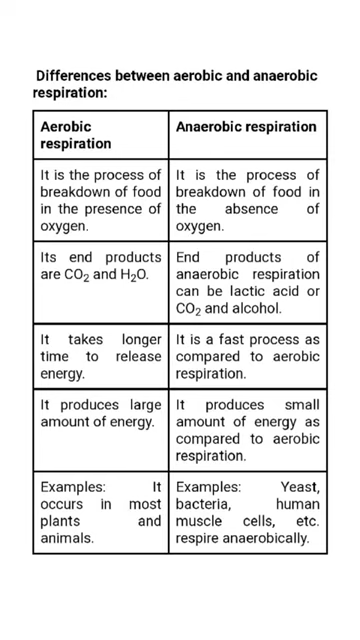 Differences between aerobic and anaerobic
respiration:
Aerobic
respiration
Anaerobic respiration
It is the process of
breakdown of food
in the presence of
oxygen.
It is the process of
breakdown of food in
the absence of
oxygen.
Its end products
are CO₂ and H₂O.
End products of
anaerobic respiration
can be lactic acid or
CO₂ and alcohol.
It takes longer
time to release
energy.
It is a fast process as
compared to aerobic
respiration.
It produces large
amount of energy.
It produces small
amount of energy as
compared to aerobic
respiration.
Examples: It
occurs in most
plants and
animals.
Examples: Yeast,
bacteria, human
muscle cells, etc.
respire anaerobically.